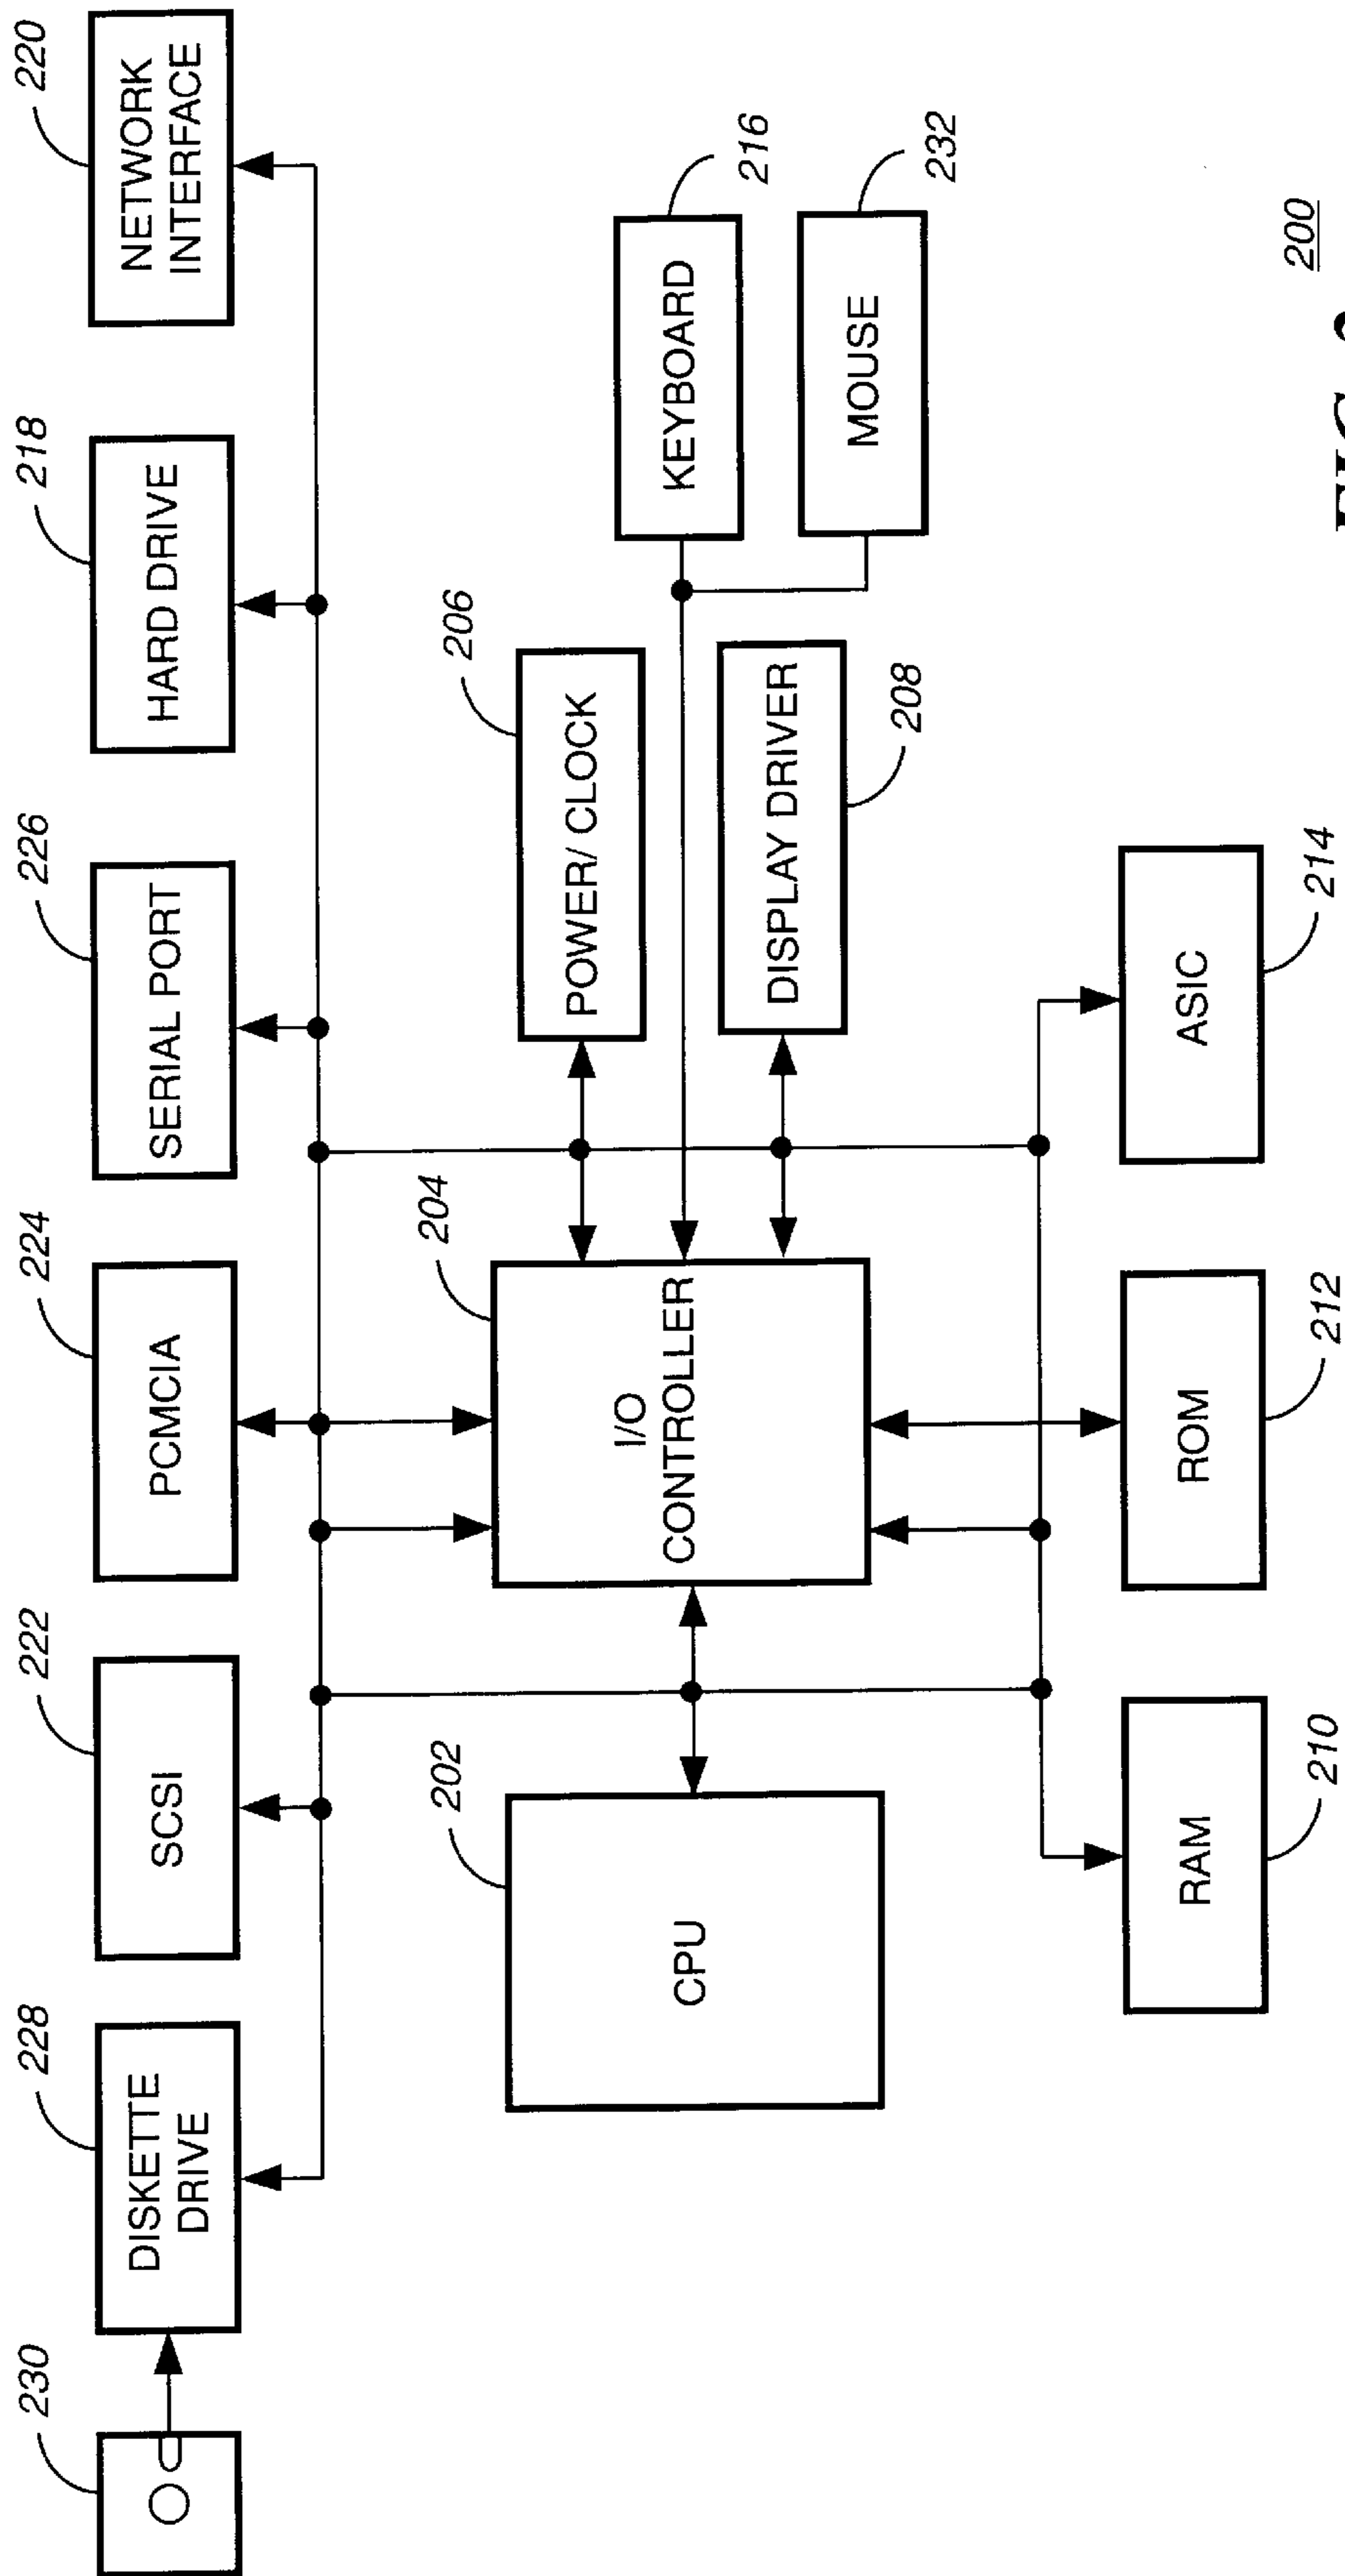 230
228
222
224
226
218
220
DISKETTE
DRIVE
SCSI
PCMCIA
SERIAL PORT
HARD DRIVE
NETWORK
INTERFACE
202
204
206
CPU
I/O
CONTROLLER
POWER/ CLOCK
KEYBOARD
216
DISPLAY DRIVER
208
MOUSE
232
RAM
ROM
ASIC
210
212
214
200